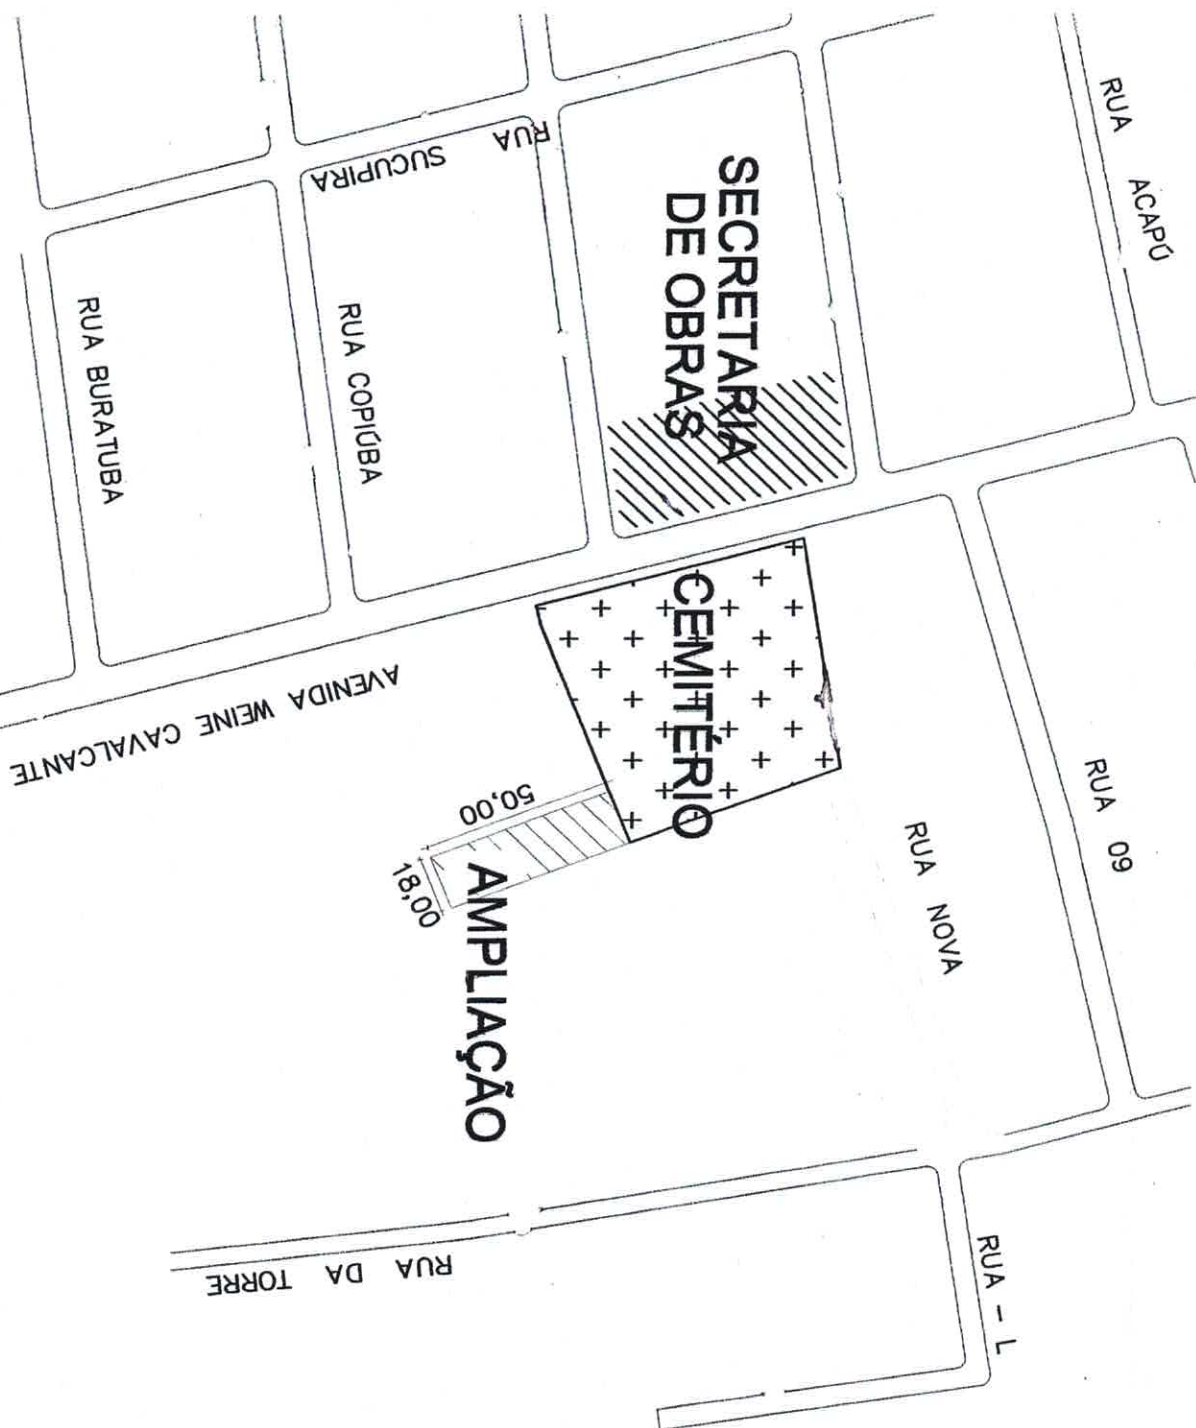 RUA SUCUPIRA
RUA ACAPÚ
SECRETARIA
DE OBRAS
RUA BURATUBA
RUA COPIÚBA
CEMITÉRIO
AVENIDA WEINE CAVALCANTE
50,00
18,00
AMPLIAÇÃO
RUA NOVA
RUA 09
RUA DA TORRE
RUA - L